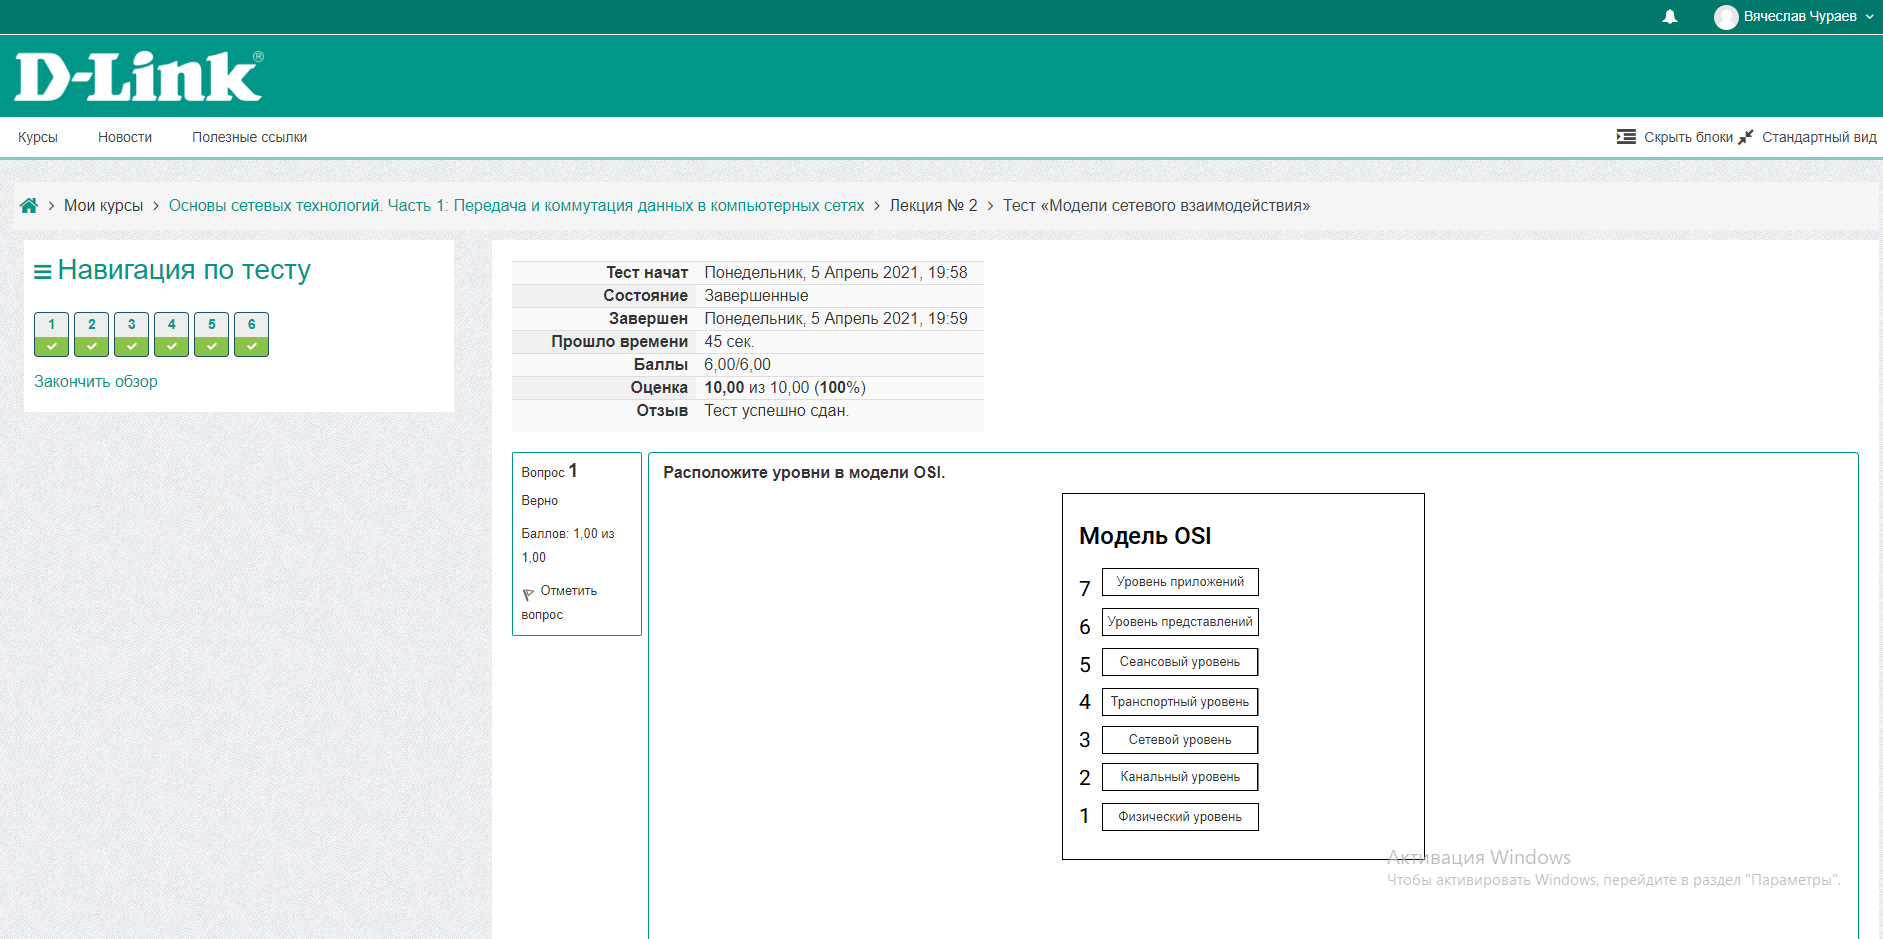 Вячеслав Чураев
D-Link®
Курсы Новости Полезные ссылки Скрыть блоки Стандартный вид
Мои курсы > Основы сетевых технологий. Часть 1: Передача и коммутация данных в компьютерных сетях > Лекция № 2 > Тест «Модели сетевого взаимодействия»
Навигация по тесту
1 2 3 4 5 6
Закончить обзор
Тест начат Понедельник, 5 Апрель 2021, 19:58
Состояние Завершенные
Завершен Понедельник, 5 Апрель 2021, 19:59
Прошло времени 45 сек.
Баллы 6,00/6,00
Оценка 10,00 из 10,00 (100%)
Отзыв Тест успешно сдан.
Вопрос 1
Верно
Баллов: 1,00 из
1,00
Отметить
вопрос
Расположите уровни в модели OSI.
Модель OSI
7 Уровень приложений
6 Уровень представлений
5 Сеансовый уровень
4 Транспортный уровень
3 Сетевой уровень
2 Канальный уровень
1 Физический уровень
Активация Windows
Чтобы активировать Windows, перейдите в раздел "Параметры".